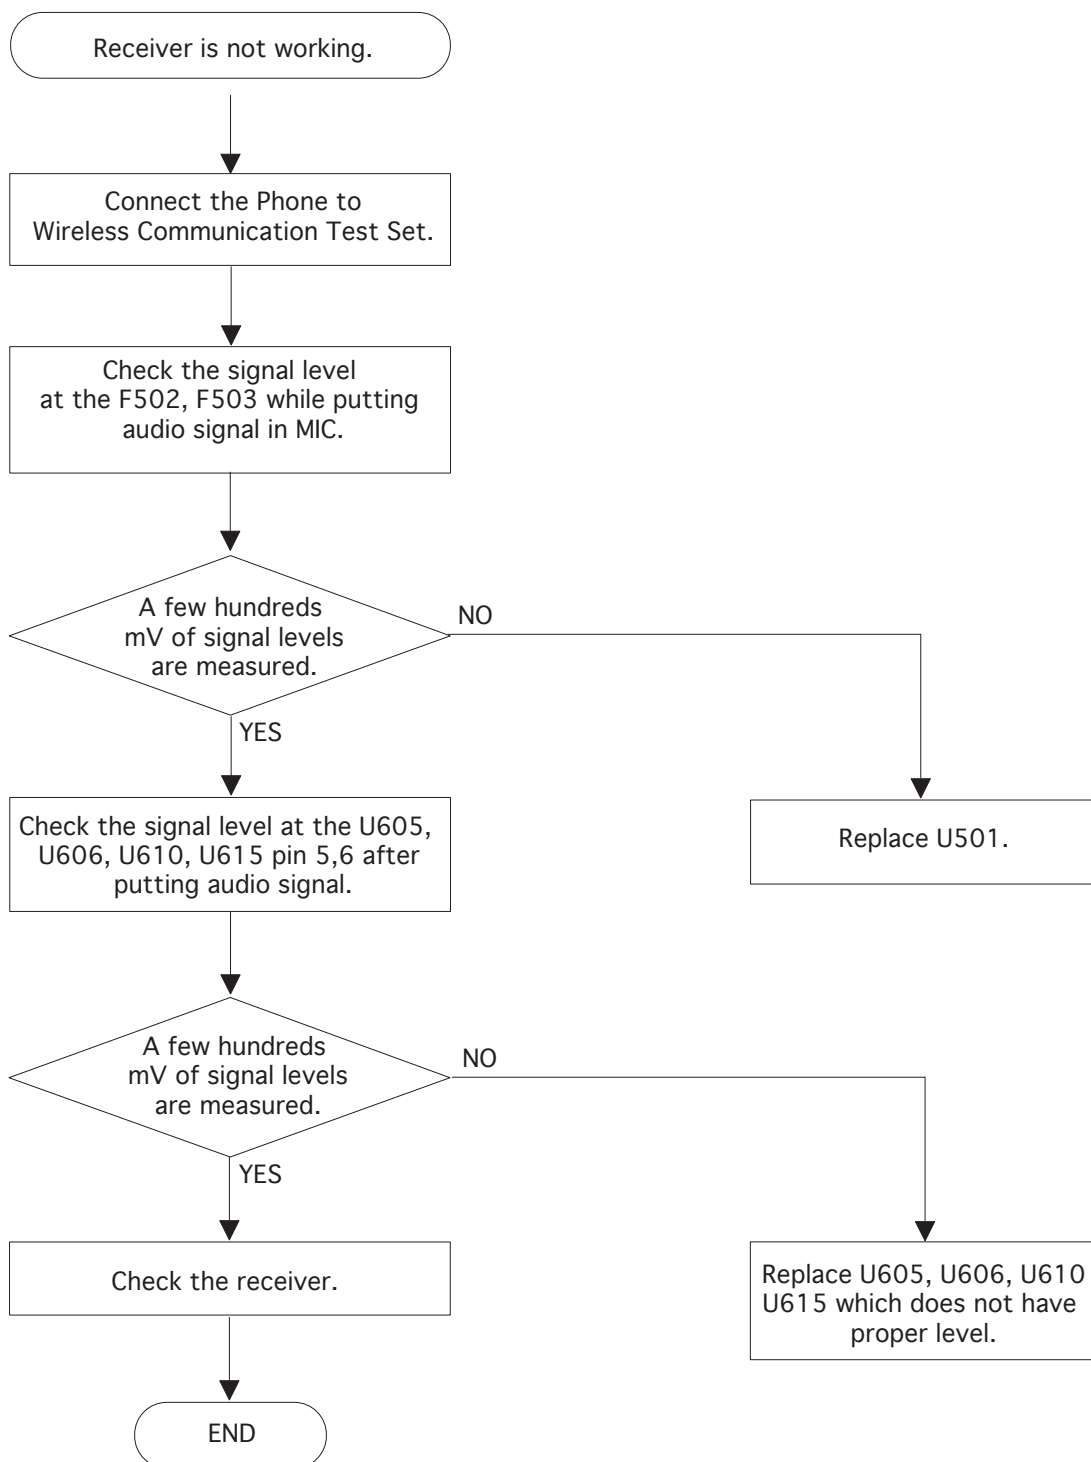 Receiver is not working.
Connect the Phone to
Wireless Communication Test Set.
Check the signal level
at the F502, F503 while putting
audio signal in MIC.
A few hundreds
mV of signal levels
are measured.
NO
YES
Check the signal level at the U605,
U606, U610, U615 pin 5,6 after
putting audio signal.
Replace U501.
A few hundreds
mV of signal levels
are measured.
NO
YES
Check the receiver.
Replace U605, U606, U610
U615 which does not have
proper level.
END